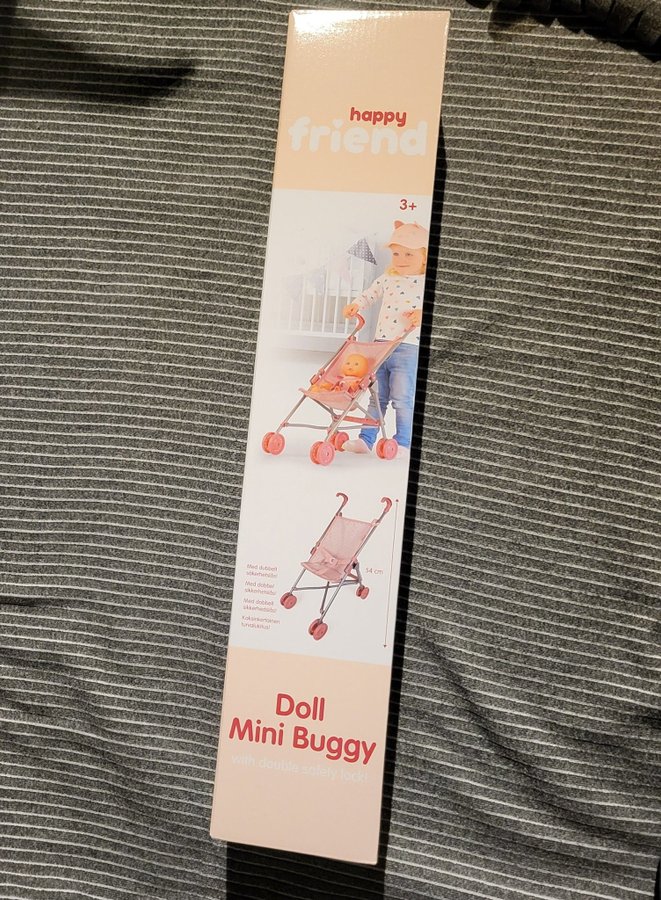 happy
friend
3+
54 cm
Med dubbelt
säkerhetslås!
Med dobbel
sikkerhetslås!
Med dobbelt
sikkerhedslås!
Kaksinkertainen
turvalukitus!
Doll
Mini Buggy
with double safety lock!